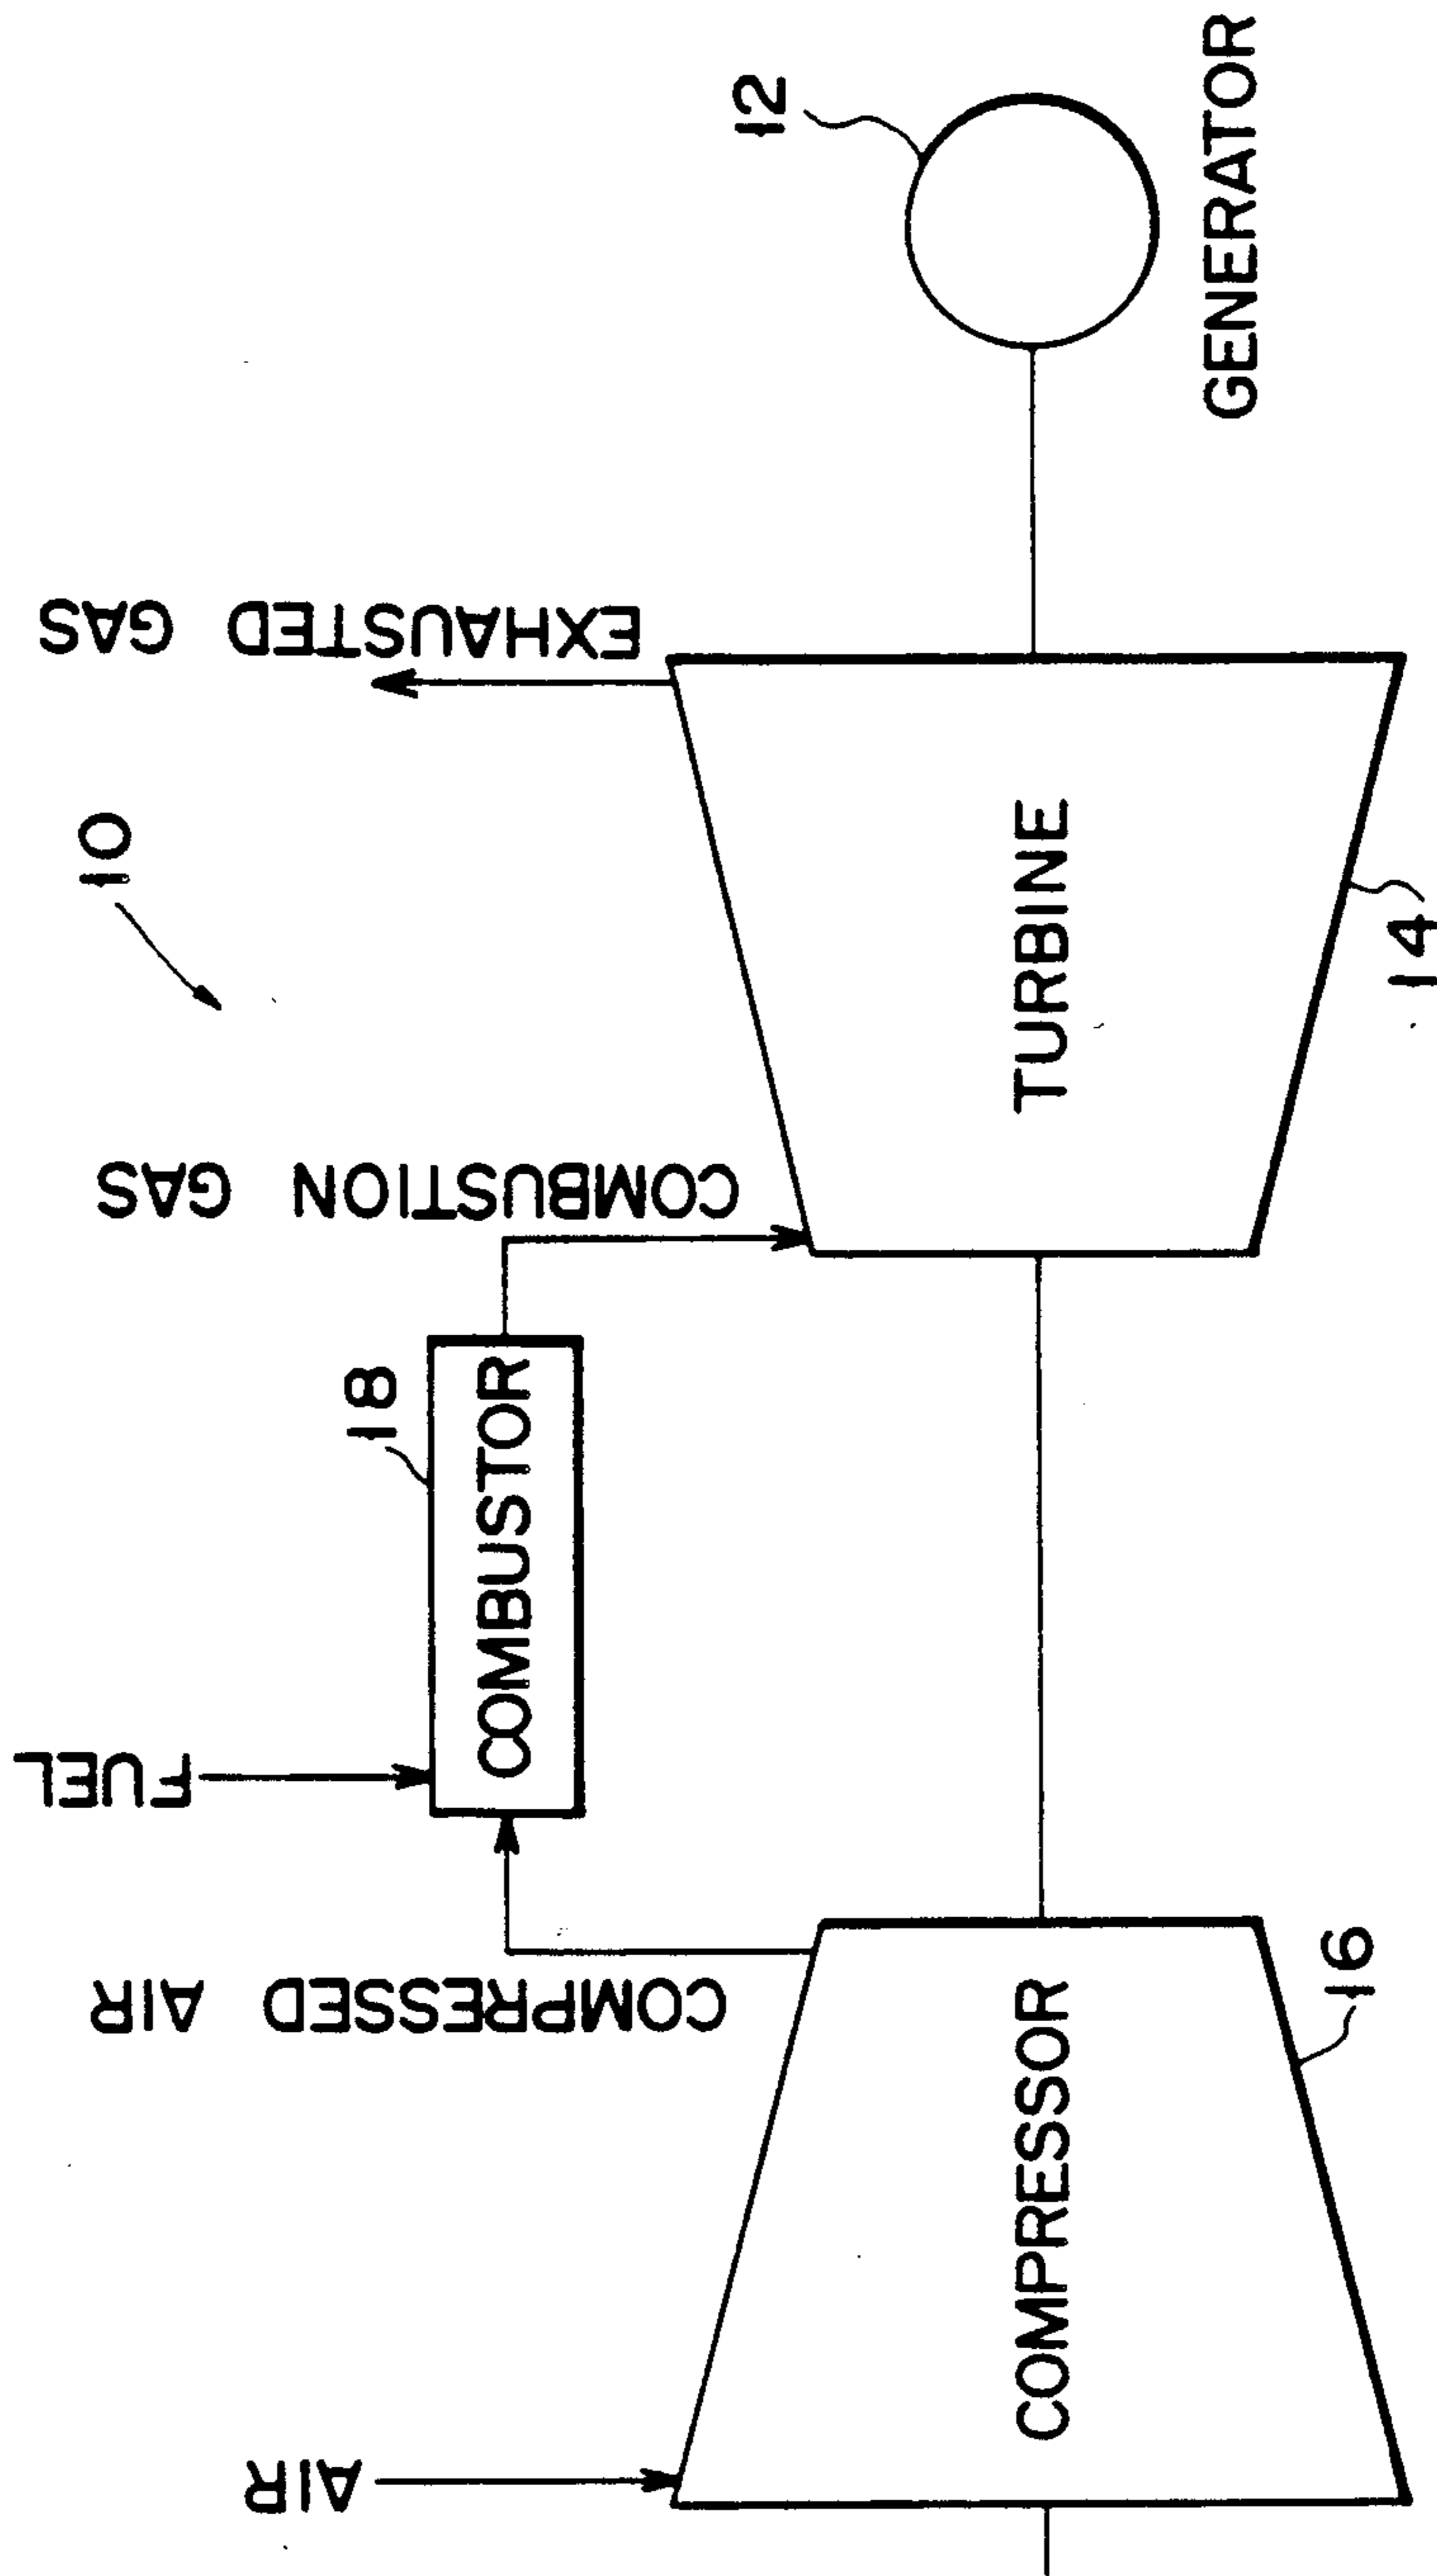 10
12
GENERATOR
EXHAUSTED GAS
TURBINE
14
COMBUSTION GAS
18
COMBUSTOR
FUEL
COMPRESSED AIR
COMPRESSOR
16
AIR